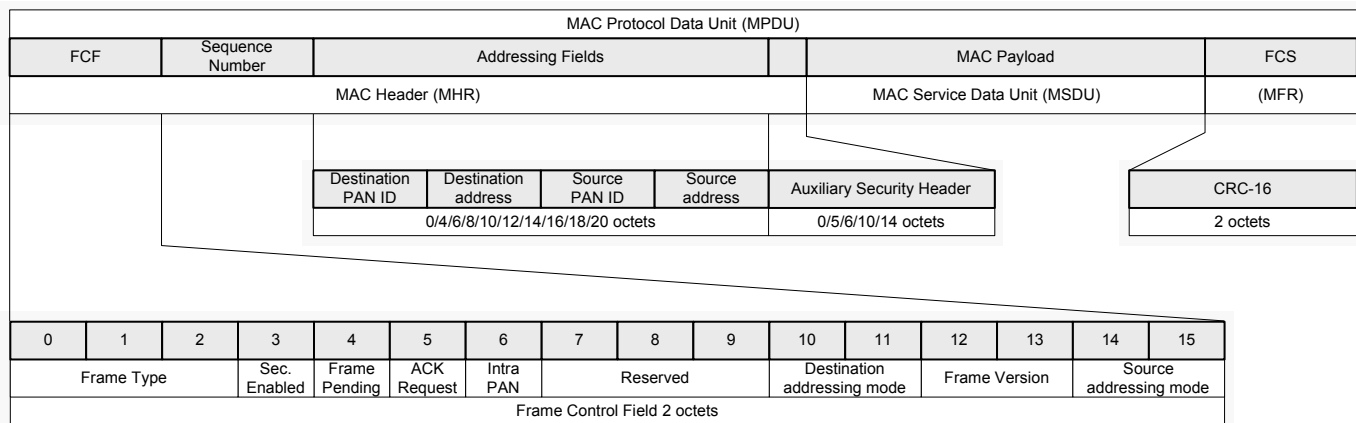 MAC Protocol Data Unit (MPDU)
FCF
Sequence
Number
Addressing Fields
MAC Payload
FCS
MAC Header (MHR)
MAC Service Data Unit (MSDU)
(MFR)
Destination
PAN ID
Destination
address
Source
PAN ID
Source
address
Auxiliary Security Header
CRC-16
0/4/6/8/10/12/14/16/18/20 octets
0/5/6/10/14 octets
2 octets
0 1 2 3 4 5 6 7 8 9 10 11 12 13 14 15
Frame Type
Sec.
Enabled
Frame
Pending
ACK
Request
Intra
PAN
Reserved
Destination
addressing mode
Frame Version
Source
addressing mode
Frame Control Field 2 octets